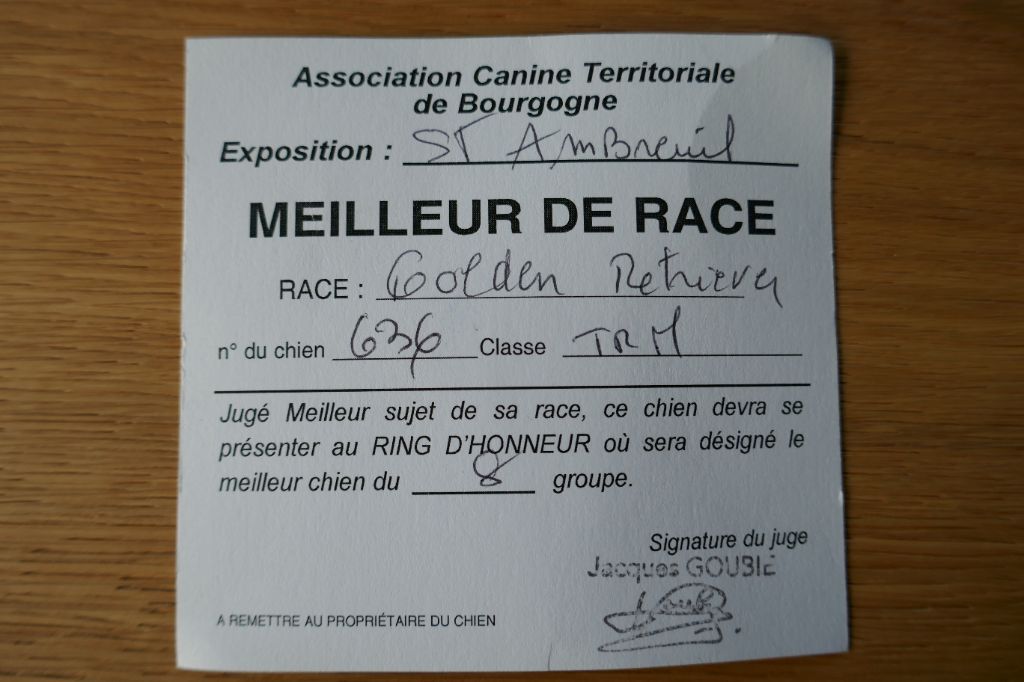 Association Canine Territoriale
de Bourgogne
Exposition : ST AmBreuil
MEILLEUR DE RACE
RACE : Golden Retriever
n° du chien 636 Classe TRM
Jugé Meilleur sujet de sa race, ce chien devra se
présenter au RING D'HONNEUR où sera désigné le
meilleur chien du 8 groupe.
Signature du juge
Jacques GOUBIE
A REMETTRE AU PROPRIÉTAIRE DU CHIEN